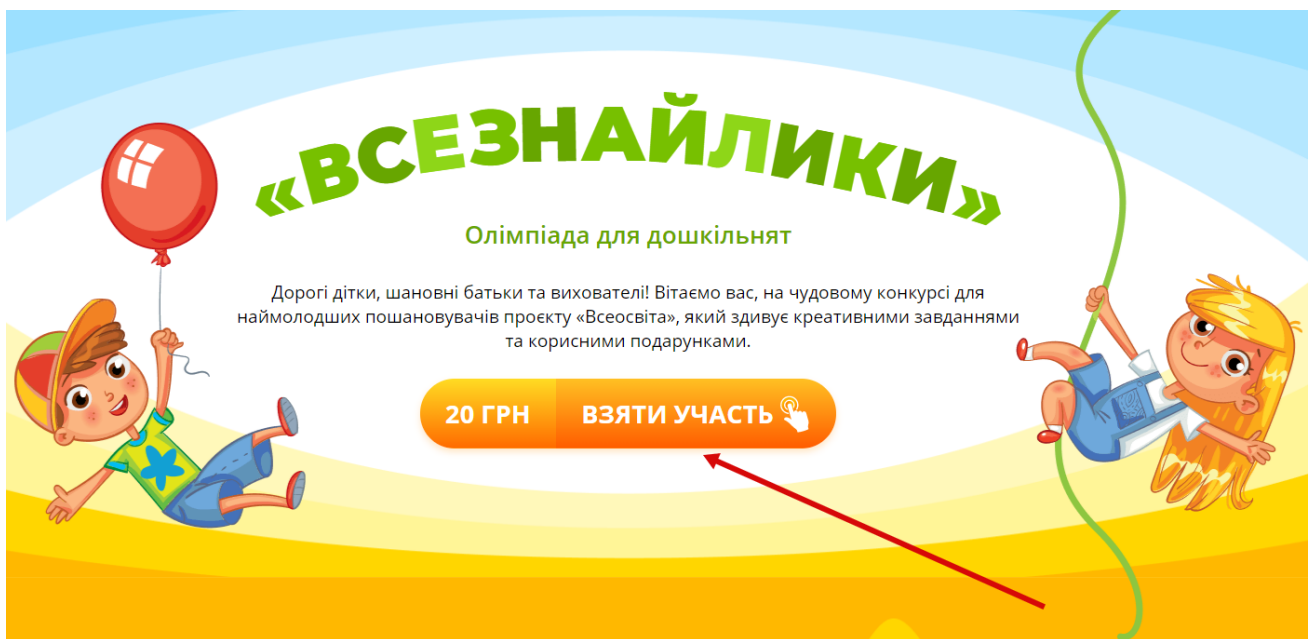 «ВСЕЗНАЙЛИКИ»
Олімпіада для дошкільнят
Дорогі дітки, шановні батьки та вихователі! Вітаємо вас, на чудовому конкурсі для
наймолодших пошановувачів проєкту «Всеосвіта», який здивує креативними завданнями
та корисними подарунками.
20 ГРН ВЗЯТИ УЧАСТЬ